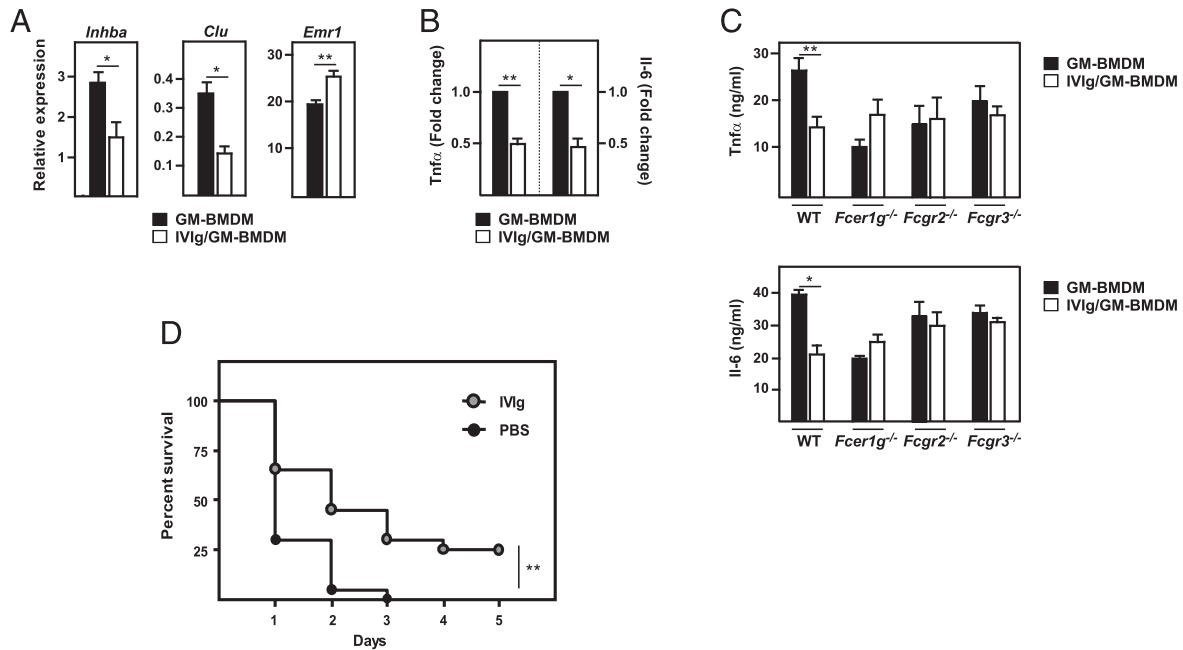 A
Inhba
Clu
Emr1
Relative expression
3
2
1
*
0.4
0.3
0.2
0.1
*
30
20
10
**
GM-BMDM
IVIg/GM-BMDM
B
Tnfα (Fold change)
1.0
0.5
**
*
1.0
0.5
Il-6 (Fold change)
GM-BMDM
IVIg/GM-BMDM
C
Tnfα (ng/ml)
30
20
10
**
WT
Fcer1g-/-
Fcgr2-/-
Fcgr3-/-
GM-BMDM
IVIg/GM-BMDM
Il-6 (ng/ml)
40
30
20
10
*
WT
Fcer1g-/-
Fcgr2-/-
Fcgr3-/-
GM-BMDM
IVIg/GM-BMDM
D
Percent survival
100
75
50
25
IVIg
PBS
**
1 2 3 4 5
Days